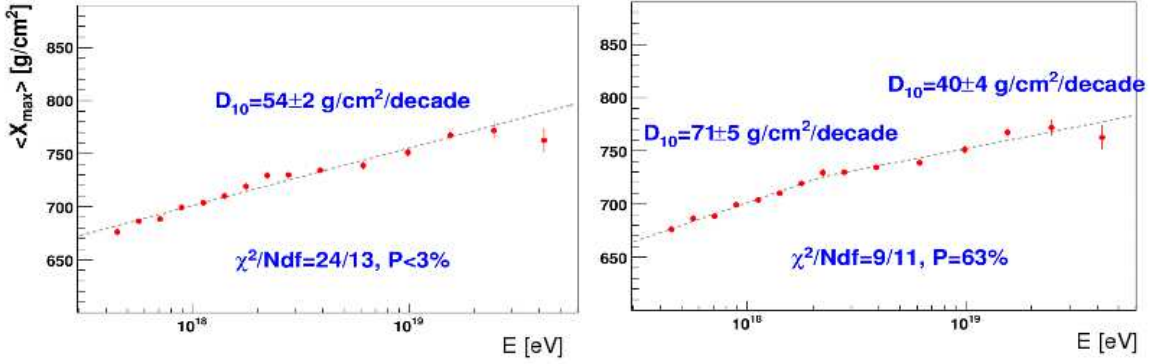 <X_max> [g/cm²]
850
800
750
700
650
D₁₀=54±2 g/cm²/decade
χ²/Ndf=24/13, P<3%
10¹⁸
10¹⁹
E [eV]
850
800
750
700
650
D₁₀=40±4 g/cm²/decade
D₁₀=71±5 g/cm²/decade
χ²/Ndf=9/11, P=63%
10¹⁸
10¹⁹
E [eV]